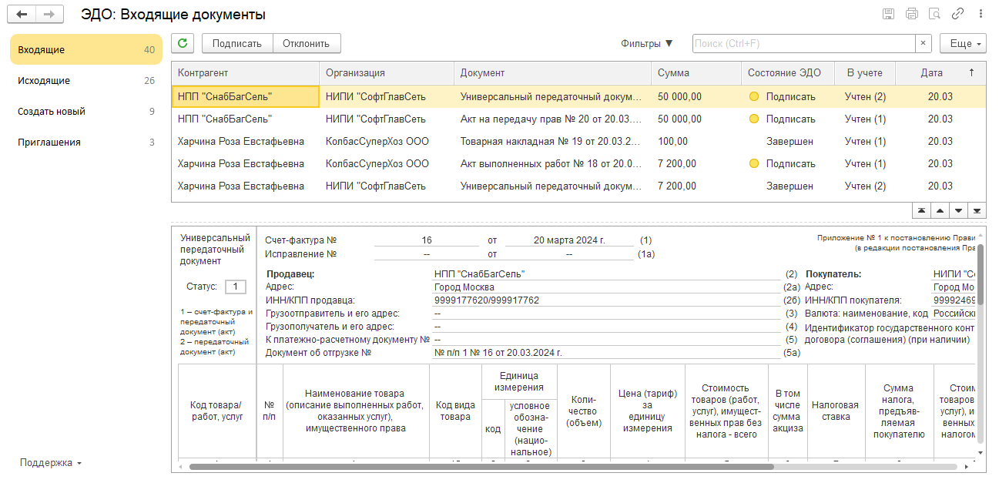 ЭДО: Входящие документы
Входящие 40
Исходящие 26
Создать новый 9
Приглашения 3
Поддержка
Подписать Отклонить Фильтры ▼ Поиск (Ctrl+F) × Еще
Контрагент Организация Документ Сумма Состояние ЭДО В учете Дата ↑
НПП "СнабБагСель" НИПИ "СофтГлавСеть Универсальный передаточный докум... 50 000,00 Подписать Учтен (2) 20.03
НПП "СнабБагСель" НИПИ "СофтГлавСеть Акт на передачу прав № 20 от 20.03.... 50 000,00 Подписать Учтен (1) 20.03
Харчина Роза Евстафьевна КолбасСуперХоз ООО Товарная накладная № 19 от 20.03.2... 100,00 Завершен Учтен (1) 20.03
Харчина Роза Евстафьевна КолбасСуперХоз ООО Акт выполненных работ № 18 от 20.0... 7 200,00 Подписать Учтен (1) 20.03
Харчина Роза Евстафьевна НИПИ "СофтГлавСеть Универсальный передаточный докум... 7 200,00 Завершен Учтен (2) 20.03
Универсальный
передаточный
документ
Статус: 1
1 – счет-фактура и
передаточный
документ (акт)
2 – передаточный
документ (акт)
Счет-фактура № 16 от 20 марта 2024 г. (1)
Исправление № -- от -- (1а)
Приложение № 1 к постановлению Прави
(в редакции постановления Пра
Продавец: НПП "СнабБагСель" (2) Покупатель: НИПИ "С
Адрес: Город Москва (2а) Адрес: Город Мо
ИНН/КПП продавца: 9999177620/999917762 (2б) ИНН/КПП покупателя: 99992469
Грузоотправитель и его адрес: -- (3) Валюта: наименование, код Российск
Грузополучатель и его адрес: -- (4) Идентификатор государственного конт
К платежно-расчетному документу № -- (5) договора (соглашения) (при наличии)
Документ об отгрузке № № п/п 1 № 16 от 20.03.2024 г. (5а)
Код товара/
работ, услуг
№
п/п
Наименование товара
(описание выполненных работ,
оказанных услуг),
имущественного права
Код вида
товара
Единица
измерения
код
условное
обозна-
чение
(нацио-
нальное)
Коли-
чество
(объем)
Цена (тариф)
за
единицу
измерения
Стоимость
товаров (работ,
услуг), имущест-
венных прав без
налога - всего
В том
числе
сумма
акциза
Налоговая
ставка
Сумма
налога,
предъяв-
ляемая
покупателю
Стоим
товаров
услуг), и
венных
налогом